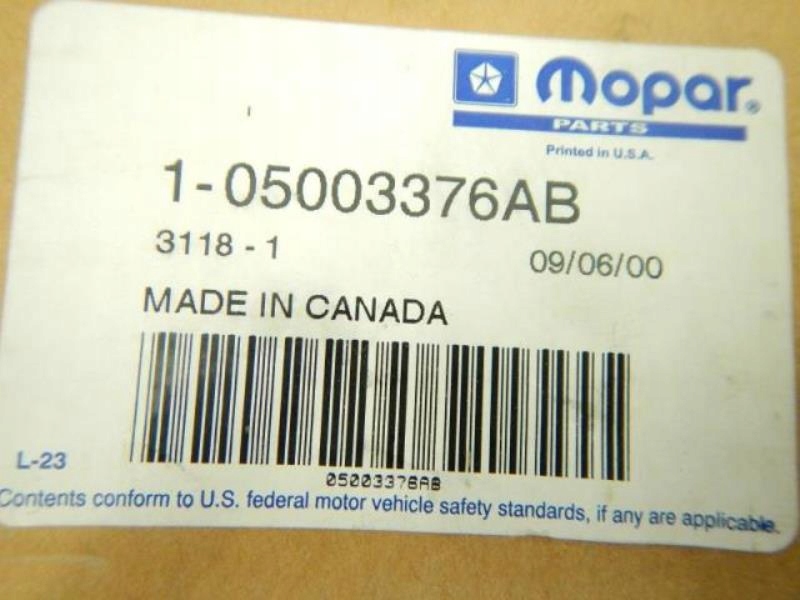 mopar®
PARTS
Printed in U.S.A.
1-05003376AB
3118 - 1
09/06/00
MADE IN CANADA
05003376AB
L-23
Contents conform to U.S. federal motor vehicle safety standards, if any are applicable.